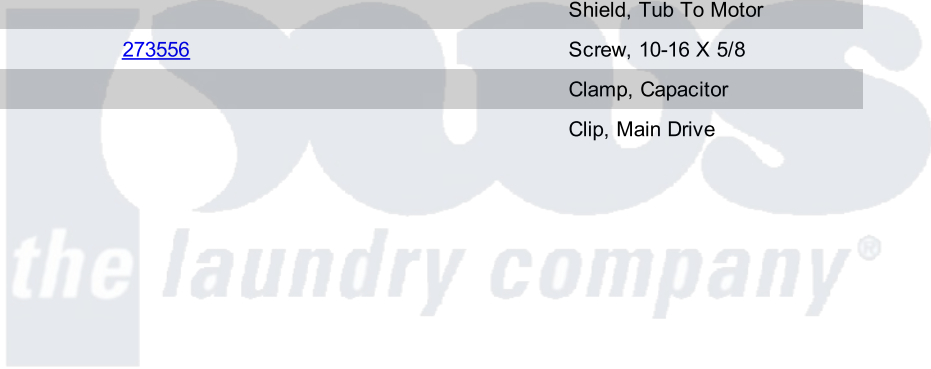 Shield, Tub To Motor
273556 Screw, 10-16 X 5/8
Clamp, Capacitor
Clip, Main Drive
the laundry company®